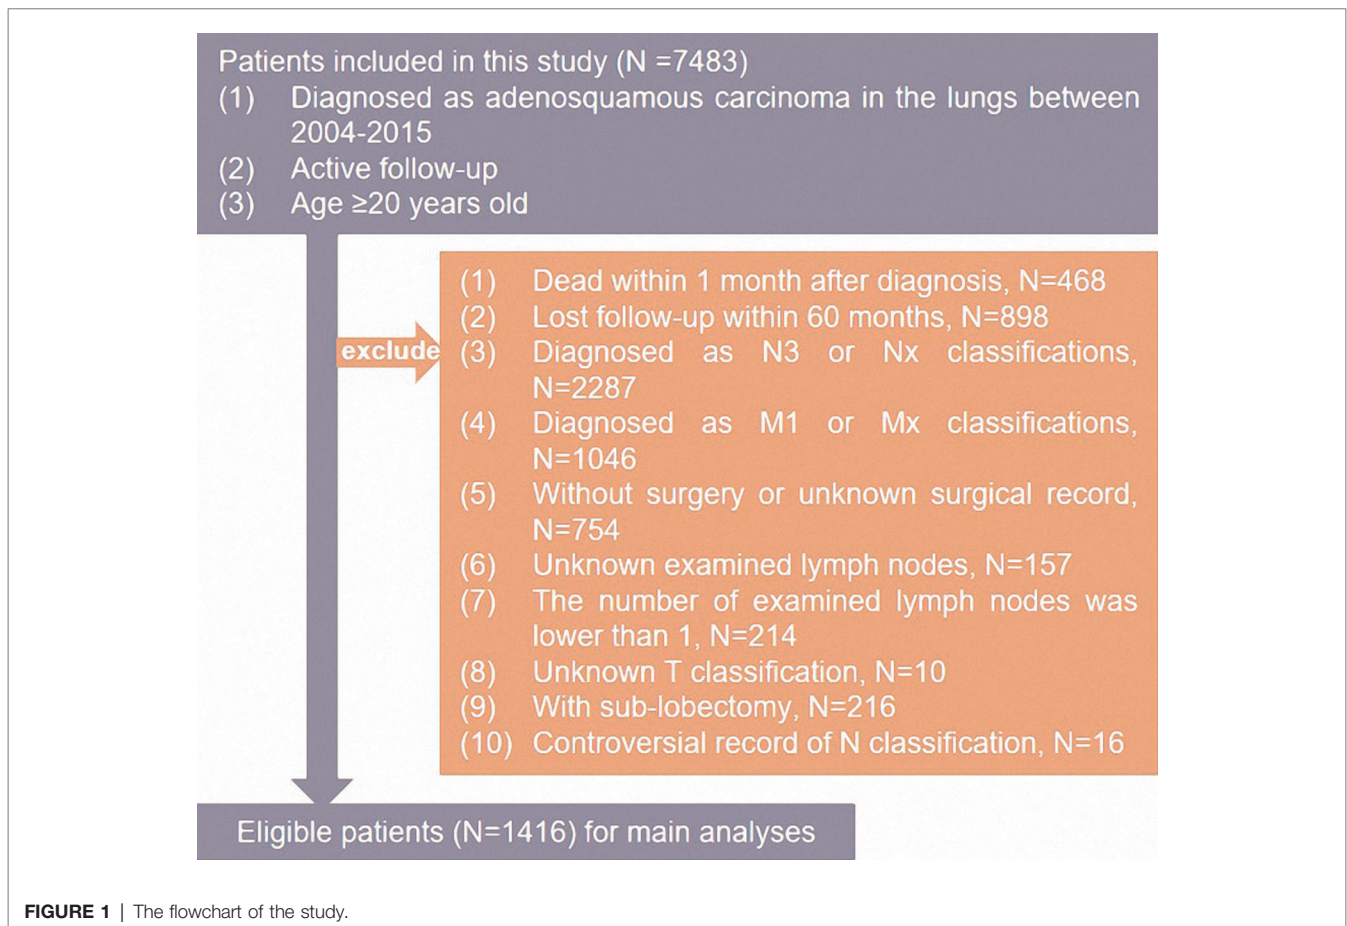 Patients included in this study (N =7483)
(1) Diagnosed as adenosquamous carcinoma in the lungs between
2004-2015
(2) Active follow-up
(3) Age ≥20 years old
exclude
(1) Dead within 1 month after diagnosis, N=468
(2) Lost follow-up within 60 months, N=898
(3) Diagnosed as N3 or Nx classifications,
N=2287
(4) Diagnosed as M1 or Mx classifications,
N=1046
(5) Without surgery or unknown surgical record,
N=754
(6) Unknown examined lymph nodes, N=157
(7) The number of examined lymph nodes was
lower than 1, N=214
(8) Unknown T classification, N=10
(9) With sub-lobectomy, N=216
(10) Controversial record of N classification, N=16
Eligible patients (N=1416) for main analyses
FIGURE 1 | The flowchart of the study.